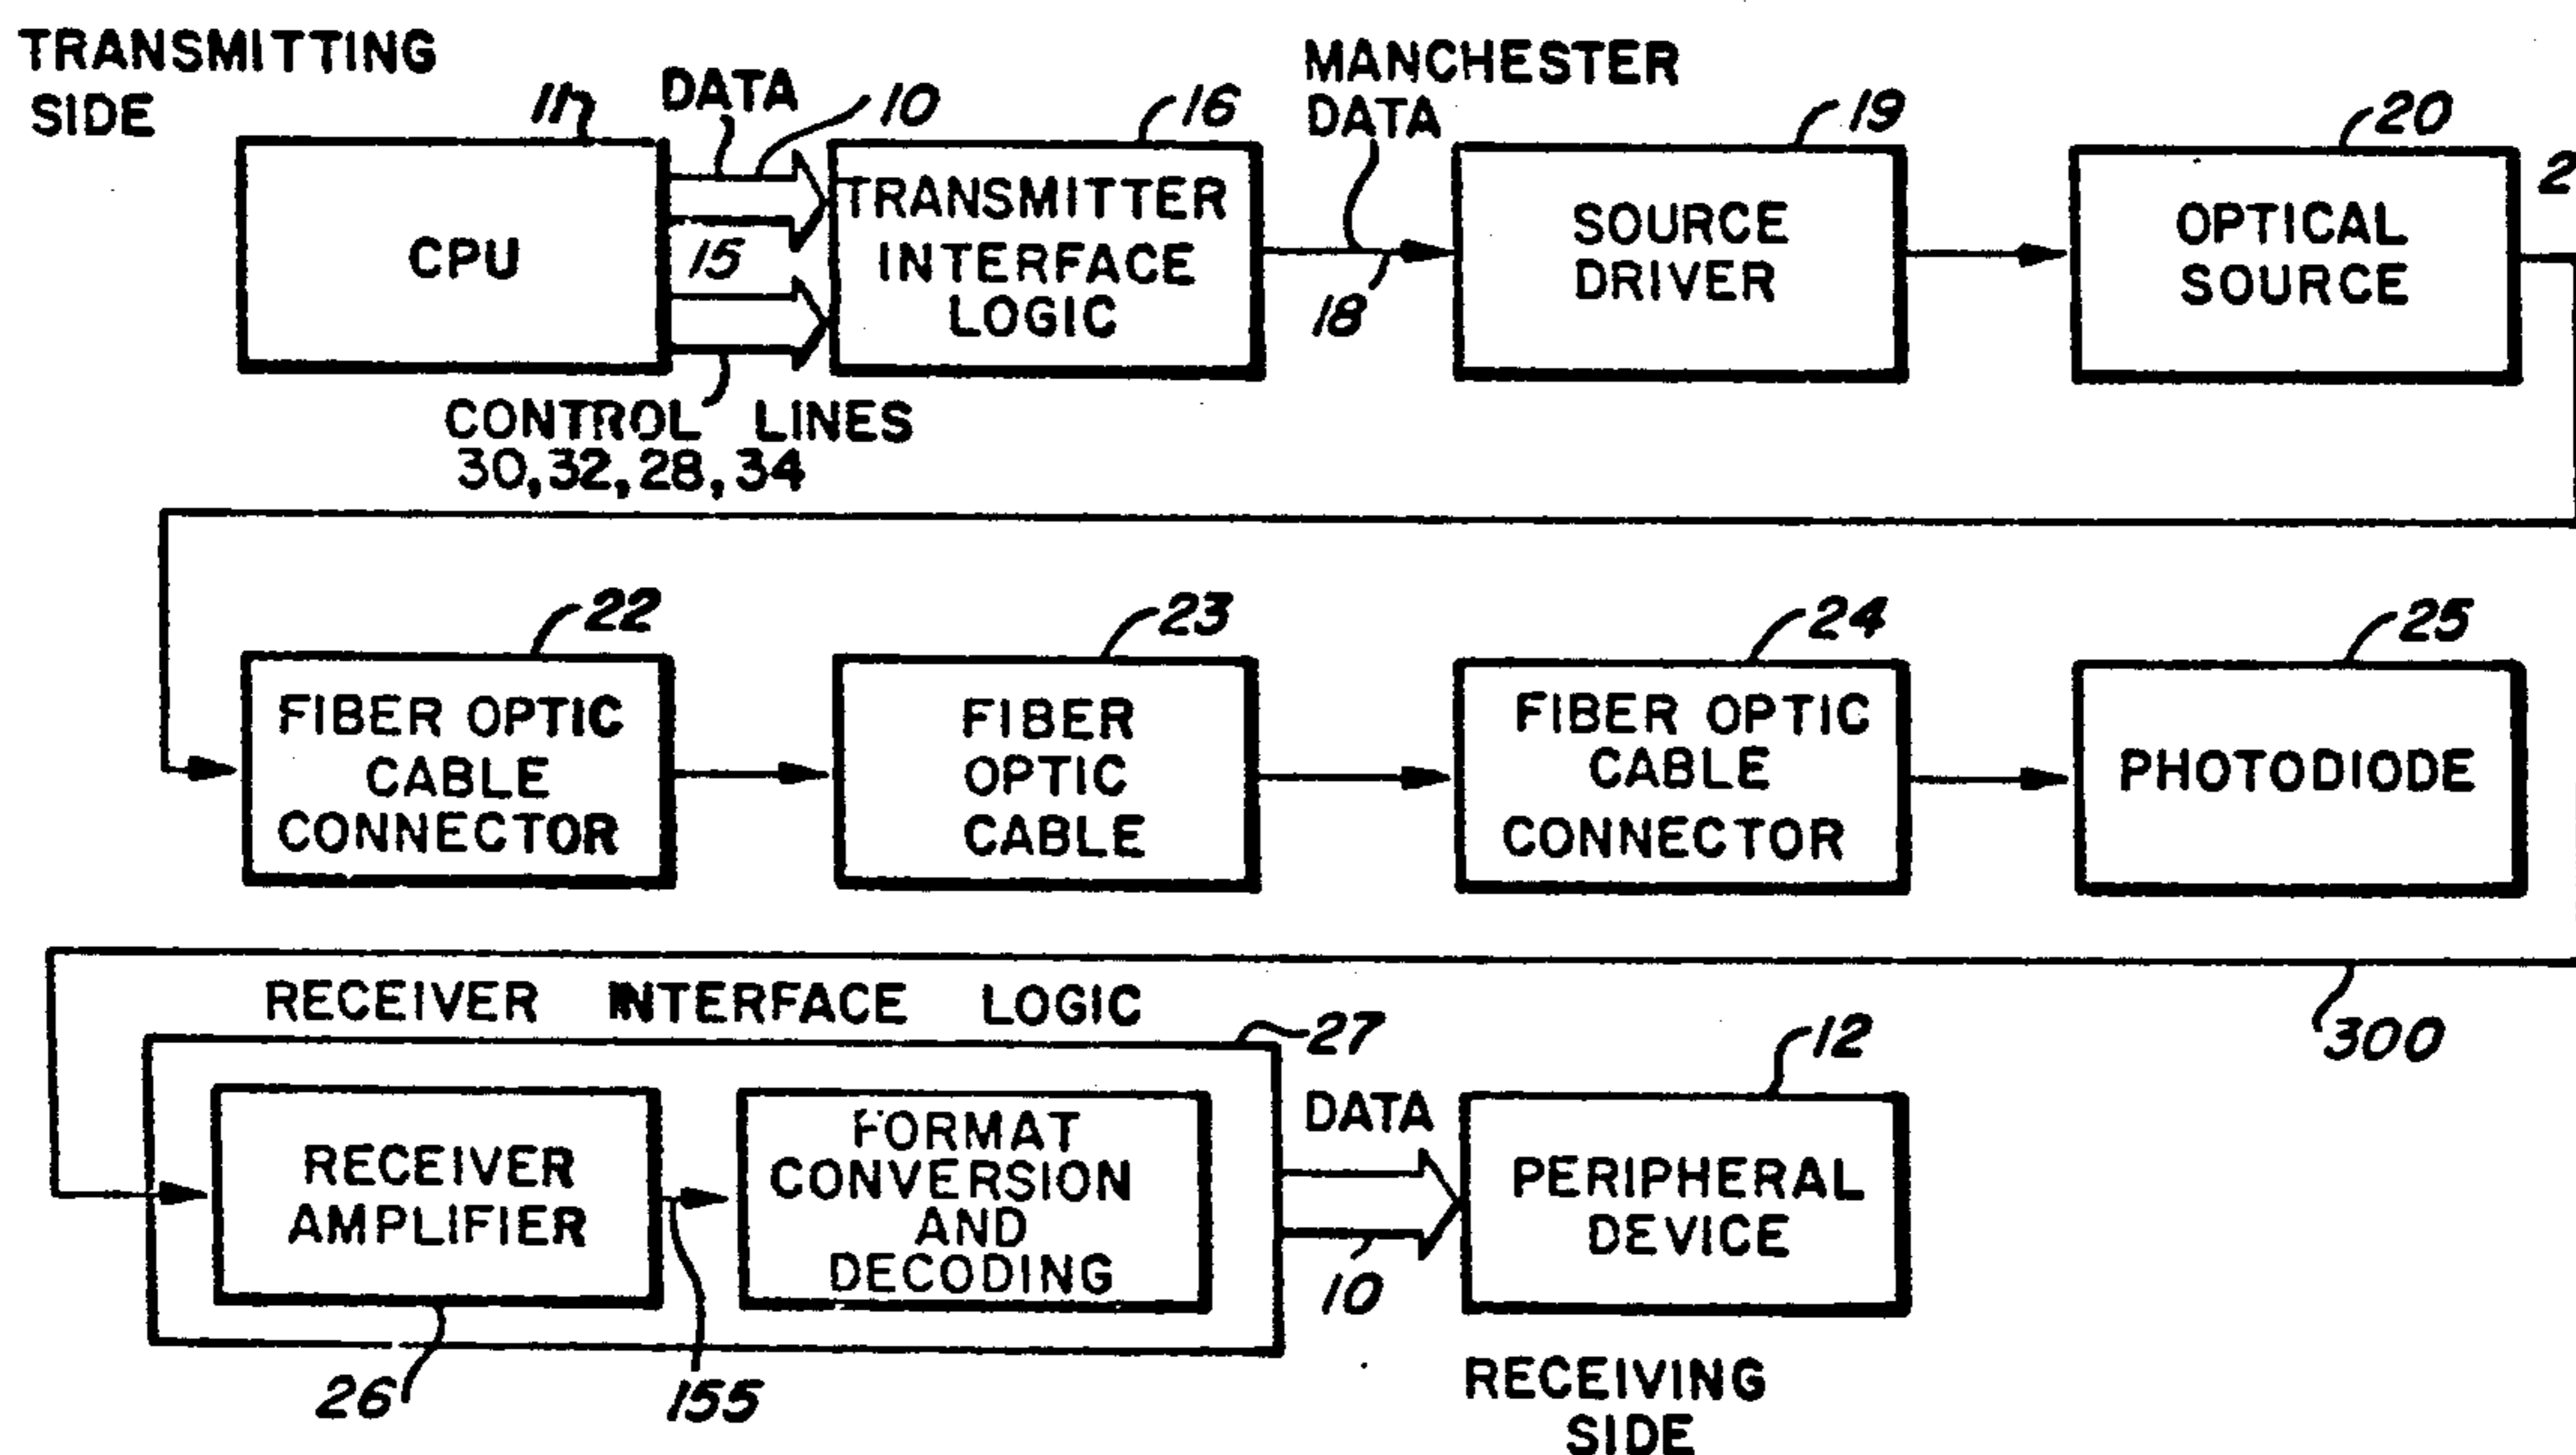 TRANSMITTING
SIDE
11
DATA
10
16
MANCHESTER
DATA
19
20
CPU
15
TRANSMITTER
INTERFACE
LOGIC
18
SOURCE
DRIVER
OPTICAL
SOURCE
CONTROL LINES
30,32,28,34
22
23
24
25
FIBER OPTIC
CABLE
CONNECTOR
FIBER
OPTIC
CABLE
FIBER OPTIC
CABLE
CONNECTOR
PHOTODIODE
300
RECEIVER INTERFACE LOGIC
27
12
RECEIVER
AMPLIFIER
FORMAT
CONVERSION
AND
DECODING
DATA
10
PERIPHERAL
DEVICE
26
155
RECEIVING
SIDE